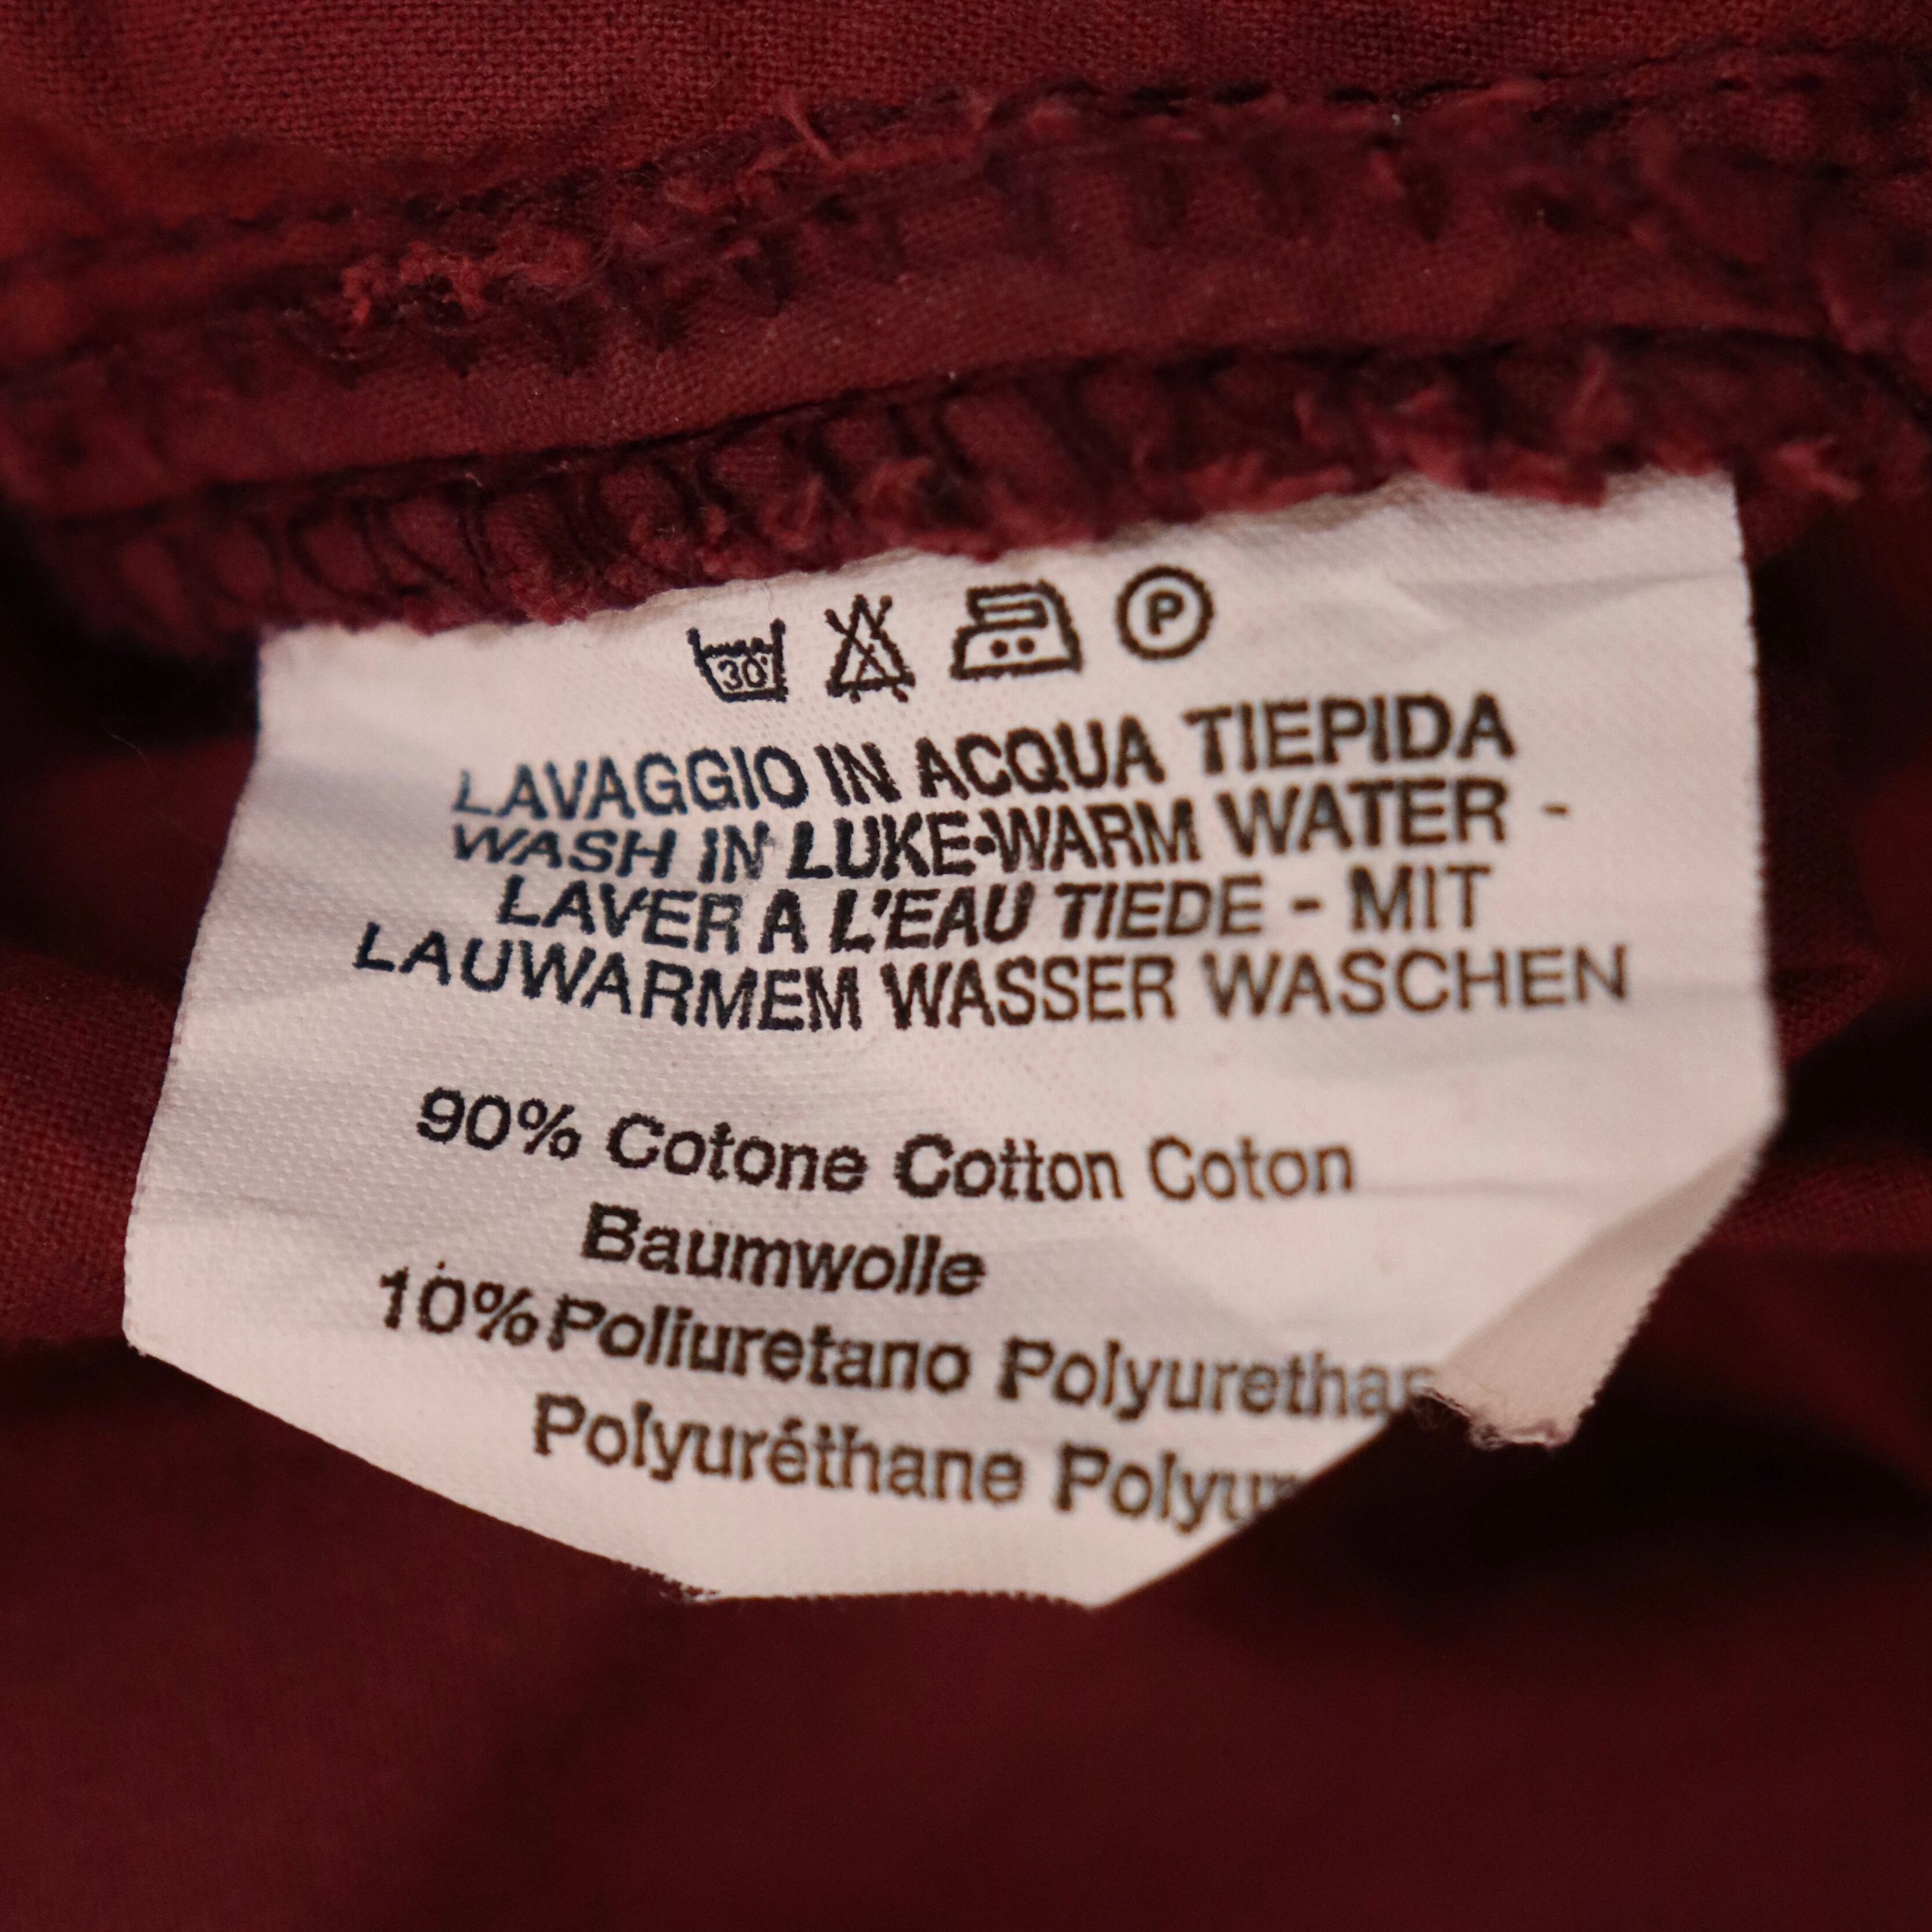 30° P
LAVAGGIO IN ACQUA TIEPIDA
WASH IN LUKE-WARM WATER -
LAVER A L'EAU TIEDE - MIT
LAUWARMEM WASSER WASCHEN
90% Cotone Cotton Coton
Baumwolle
10% Poliuretano
Polyuréthane